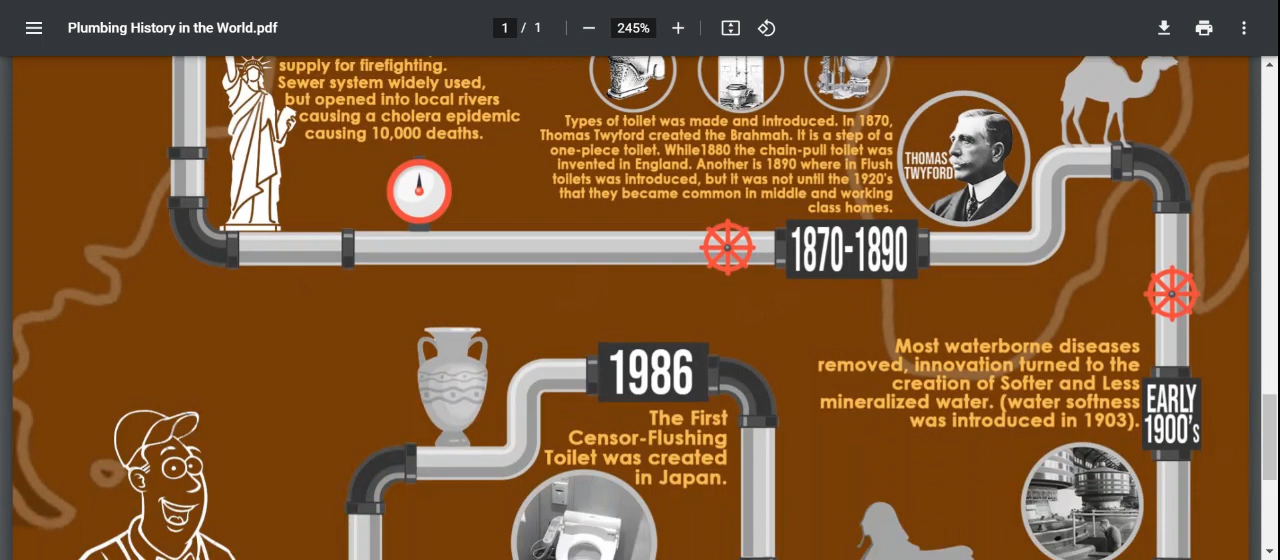 Plumbing History in the World.pdf
1 / 1
245%
supply for firefighting.
Sewer system widely used,
but opened into local rivers
causing a cholera epidemic
causing 10,000 deaths.
Types of toilet was made and introduced. In 1870,
Thomas Twyford created the Brahmah. It is a step of a
one-piece toilet. While1880 the chain-pull toilet was
invented in England. Another is 1890 where in Flush
toilets was introduced, but it was not until the 1920's
that they became common in middle and working
class homes.
THOMAS
TWYFORD
1870-1890
Most waterborne diseases
removed, innovation turned to the
creation of Softer and Less
mineralized water. (water softness
was introduced in 1903).
EARLY
1900's
1986
The First
Censor-Flushing
Toilet was created
in Japan.